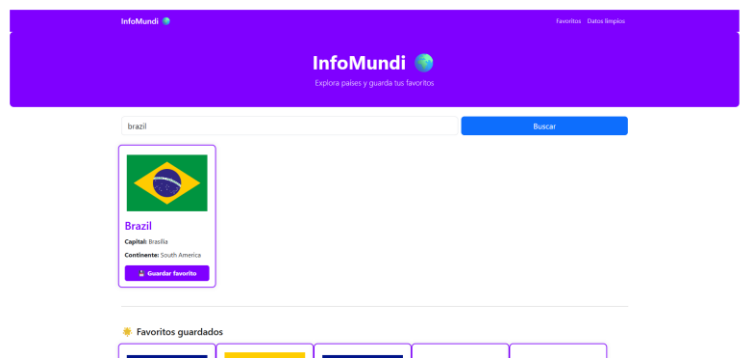 InfoMundi
Favoritos Datos limpios
InfoMundi
Explora países y guarda tus favoritos
brazil
Buscar
Brazil
Capital: Brasília
Continente: South America
Guardar favorito
Favoritos guardados